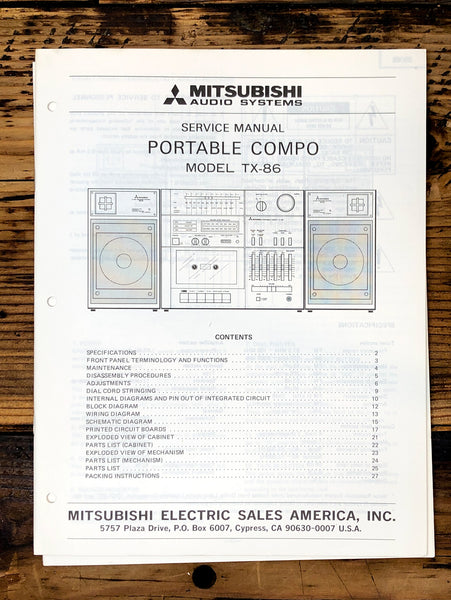 MITSUBISHI
AUDIO SYSTEMS
SERVICE MANUAL
PORTABLE COMPO
MODEL TX-86
CONTENTS
SPECIFICATIONS 2
FRONT PANEL TERMINOLOGY AND FUNCTIONS 3
MAINTENANCE 4
DISASSEMBLY PROCEDURES 5
ADJUSTMENTS 6
DIAL CORD STRINGING 9
INTERNAL DIAGRAMS AND PIN OUT OF INTEGRATED CIRCUIT 10
BLOCK DIAGRAM 12
WIRING DIAGRAM 13
SCHEMATIC DIAGRAM 15
PRINTED CIRCUIT BOARDS 17
EXPLODED VIEW OF CABINET 21
PARTS LIST (CABINET) 22
EXPLODED VIEW OF MECHANISM 23
PARTS LIST (MECHANISM) 24
PARTS LIST 25
PACKING INSTRUCTIONS 27
MITSUBISHI ELECTRIC SALES AMERICA, INC.
5757 Plaza Drive, P.O. Box 6007, Cypress, CA 90630-0007 U.S.A.